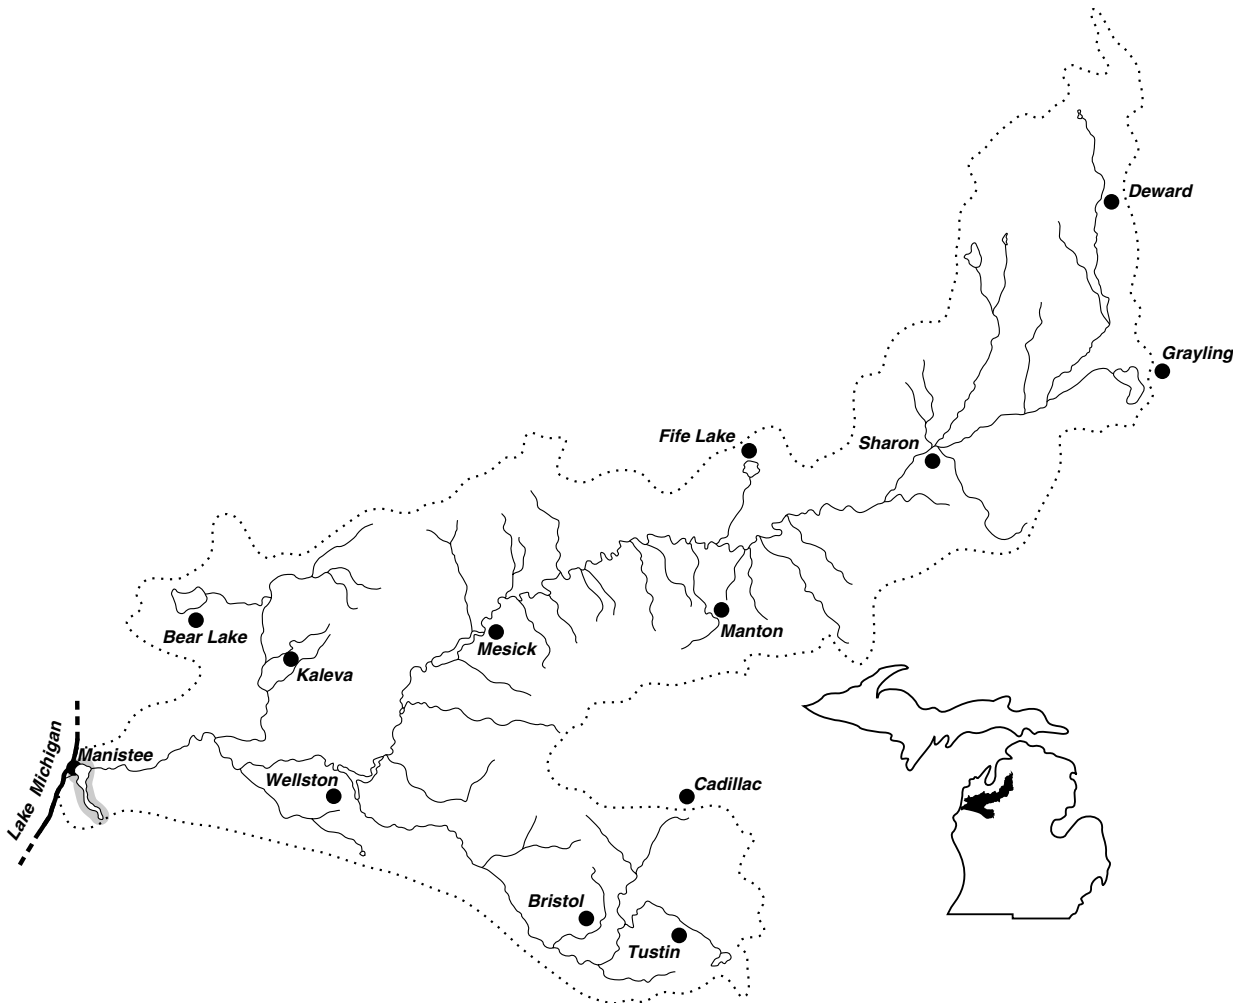 Deward
Grayling
Fife Lake
Sharon
Bear Lake
Manton
Mesick
Kaleva
Lake Michigan
Manistee
Wellston
Cadillac
Bristol
Tustin